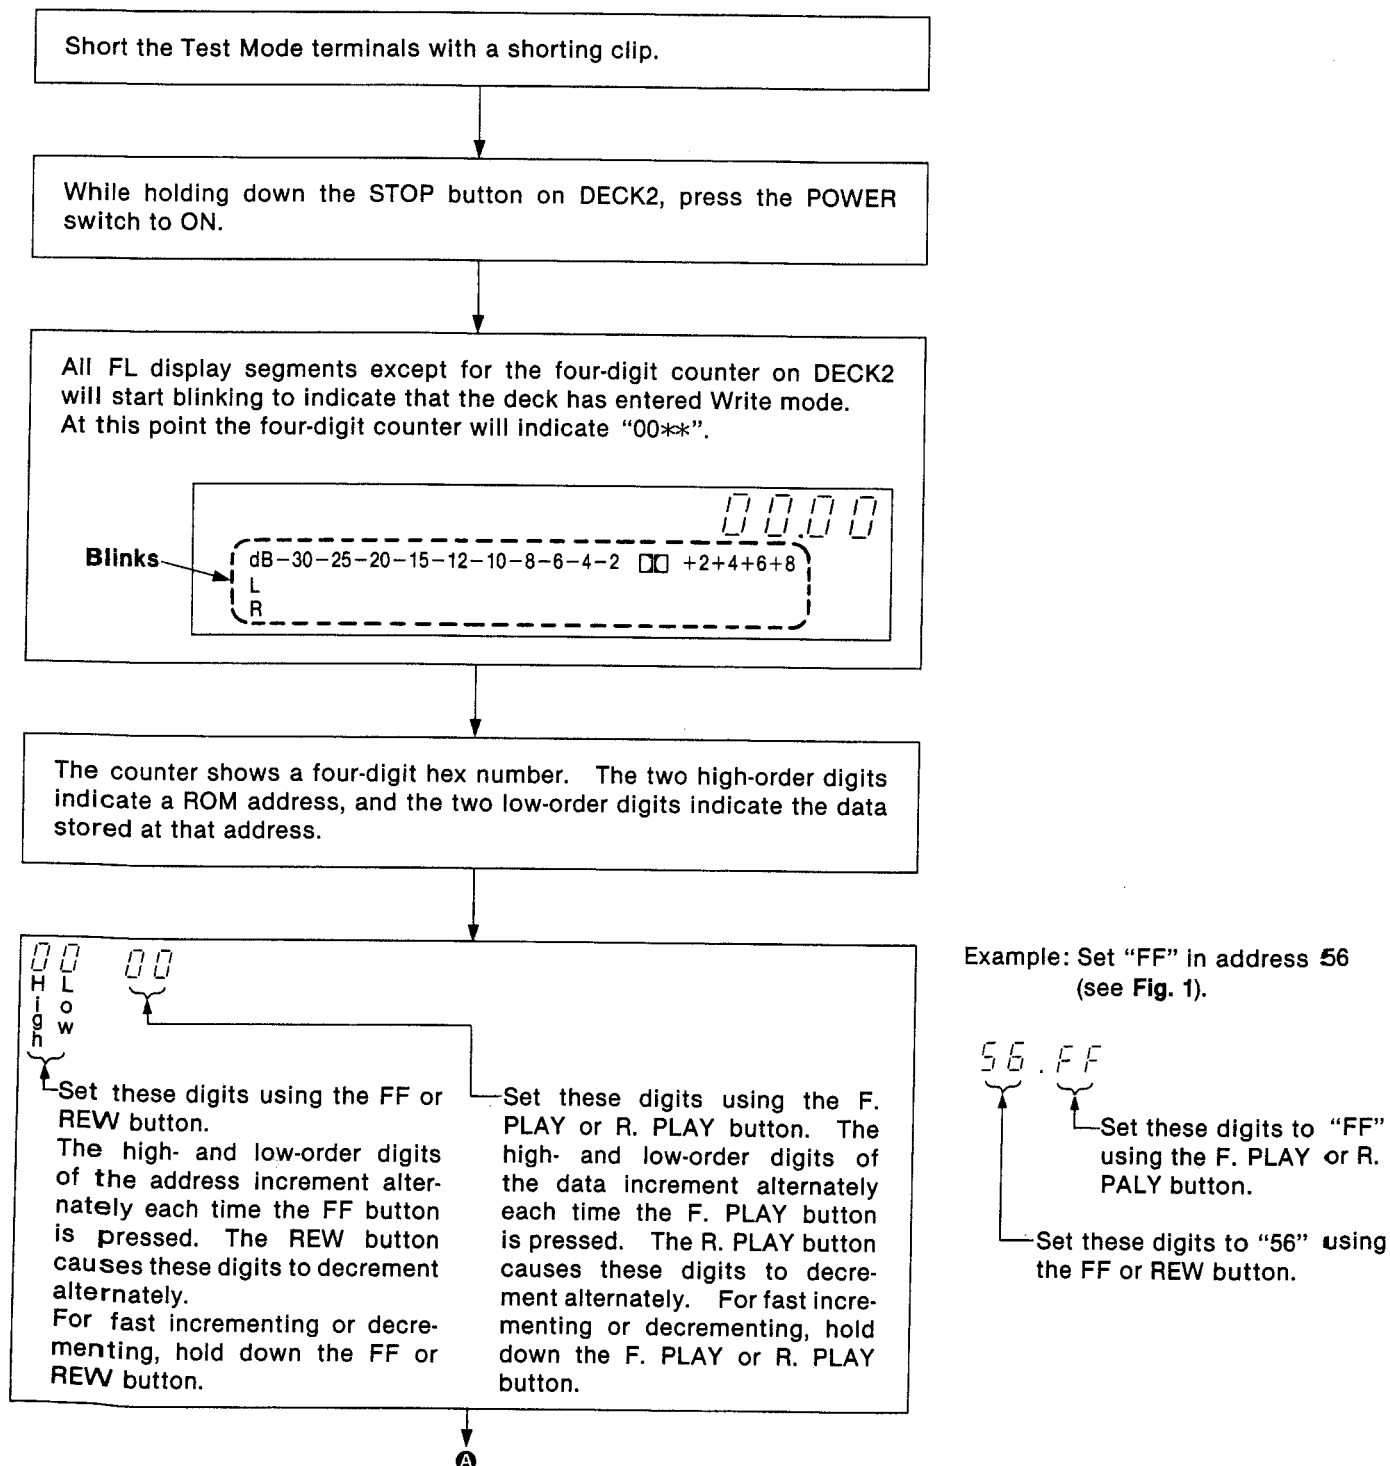 Short the Test Mode terminals with a shorting clip.
While holding down the STOP button on DECK2, press the POWER
switch to ON.
All FL display segments except for the four-digit counter on DECK2
will start blinking to indicate that the deck has entered Write mode.
At this point the four-digit counter will indicate “00**”.
00.00
Blinks
dB-30-25-20-15-12-10-8-6-4-2 +2+4+6+8
L
R
The counter shows a four-digit hex number. The two high-order digits
indicate a ROM address, and the two low-order digits indicate the data
stored at that address.
00 00
High Low
Set these digits using the FF or
REW button.
The high- and low-order digits
of the address increment alter-
nately each time the FF button
is pressed. The REW button
causes these digits to decrement
alternately.
For fast incrementing or decre-
menting, hold down the FF or
REW button.
Set these digits using the F.
PLAY or R. PLAY button. The
high- and low-order digits of
the data increment alternately
each time the F. PLAY button
is pressed. The R. PLAY button
causes these digits to decre-
ment alternately. For fast incre-
menting or decrementing, hold
down the F. PLAY or R. PLAY
button.
A
Example: Set “FF” in address 56
(see Fig. 1).
56.FF
Set these digits to “FF”
using the F. PLAY or R.
PALY button.
Set these digits to “56” using
the FF or REW button.